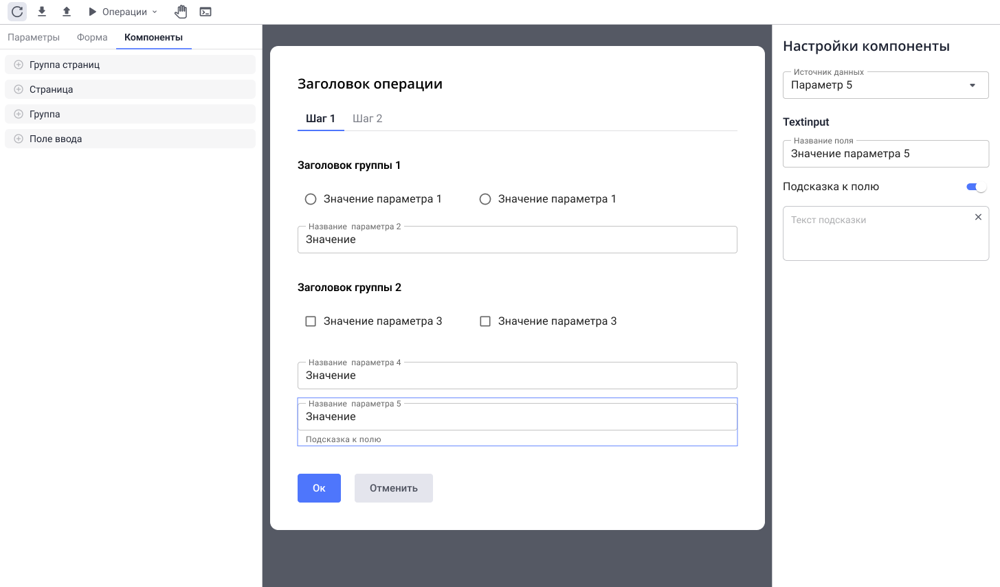 Операции
Параметры Форма Компоненты
Группа страниц
Страница
Группа
Поле ввода
Заголовок операции
Шаг 1 Шаг 2
Заголовок группы 1
Значение параметра 1 Значение параметра 1
Название параметра 2
Значение
Заголовок группы 2
Значение параметра 3 Значение параметра 3
Название параметра 4
Значение
Название параметра 5
Значение
Подсказка к полю
Ок Отменить
Настройки компоненты
Источник данных
Параметр 5
Textinput
Название поля
Значение параметра 5
Подсказка к полю
Текст подсказки